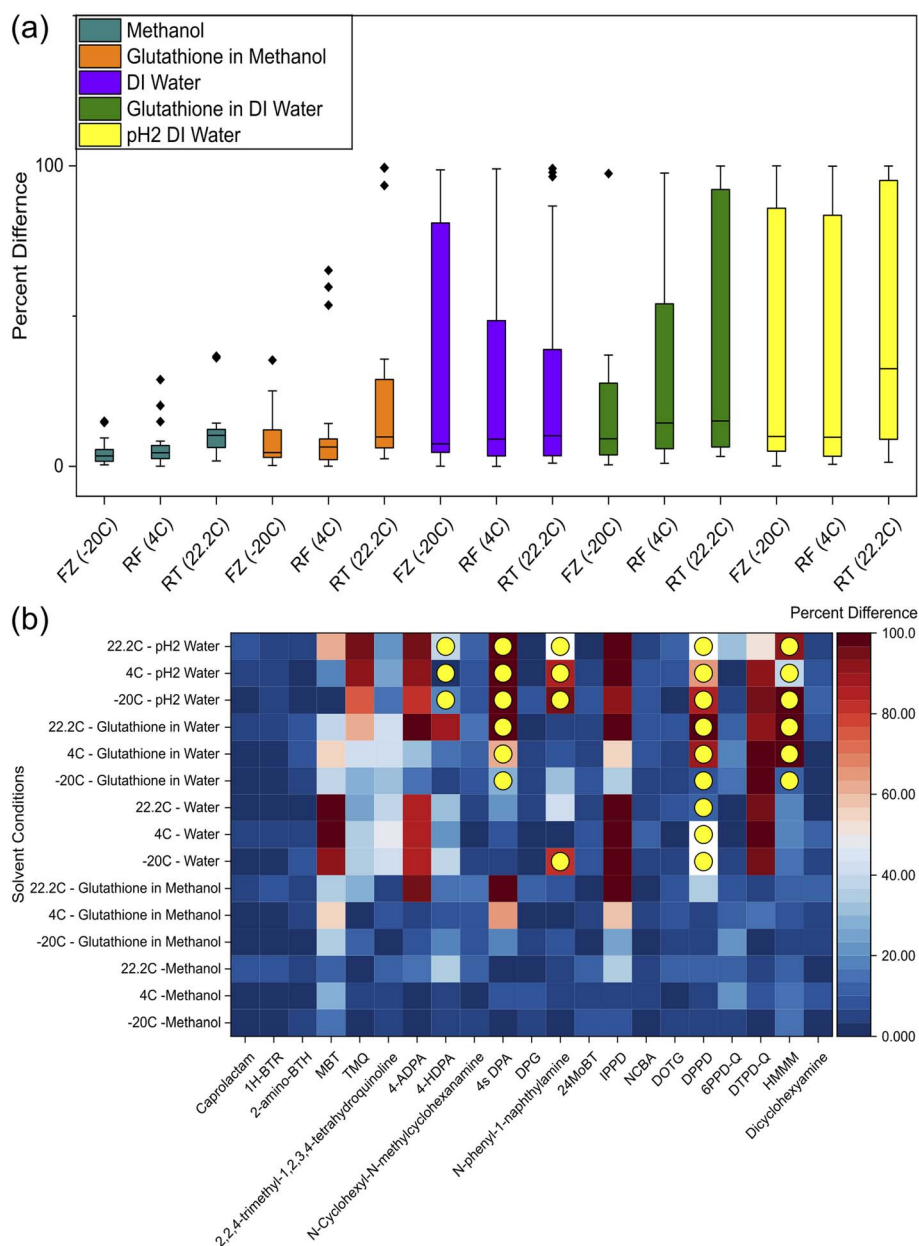 (a)
Methanol
Glutathione in Methanol
DI Water
Glutathione in DI Water
pH2 DI Water
Percent Differnce
100
0
FZ (-20C)
RF (4C)
RT (22.2C)
FZ (-20C)
RF (4C)
RT (22.2C)
FZ (-20C)
RF (4C)
RT (22.2C)
FZ (-20C)
RF (4C)
RT (22.2C)
FZ (-20C)
RF (4C)
RT (22.2C)
(b)
Percent Difference
Solvent Conditions
22.2C - pH2 Water
4C - pH2 Water
-20C - pH2 Water
22.2C - Glutathione in Water
4C - Glutathione in Water
-20C - Glutathione in Water
22.2C - Water
4C - Water
-20C - Water
22.2C - Glutathione in Methanol
4C - Glutathione in Methanol
-20C - Glutathione in Methanol
22.2C -Methanol
4C -Methanol
-20C -Methanol
100.0
80.00
60.00
40.00
20.00
0.000
Caprolactam
1H-BTR
2-amino-BTH
MBT
TMQ
2,2,4-trimethyl-1,2,3,4-tetrahydroquinoline
4-ADPA
4-HDPA
N-Cyclohexyl-N-methylcyclohexanamine
4s DPA
DPG
N-phenyl-1-naphthylamine
24MoBT
IPPD
NCBA
DOTG
DPPD
6PPD-Q
DTPD-Q
HMMM
Dicyclohexyamine